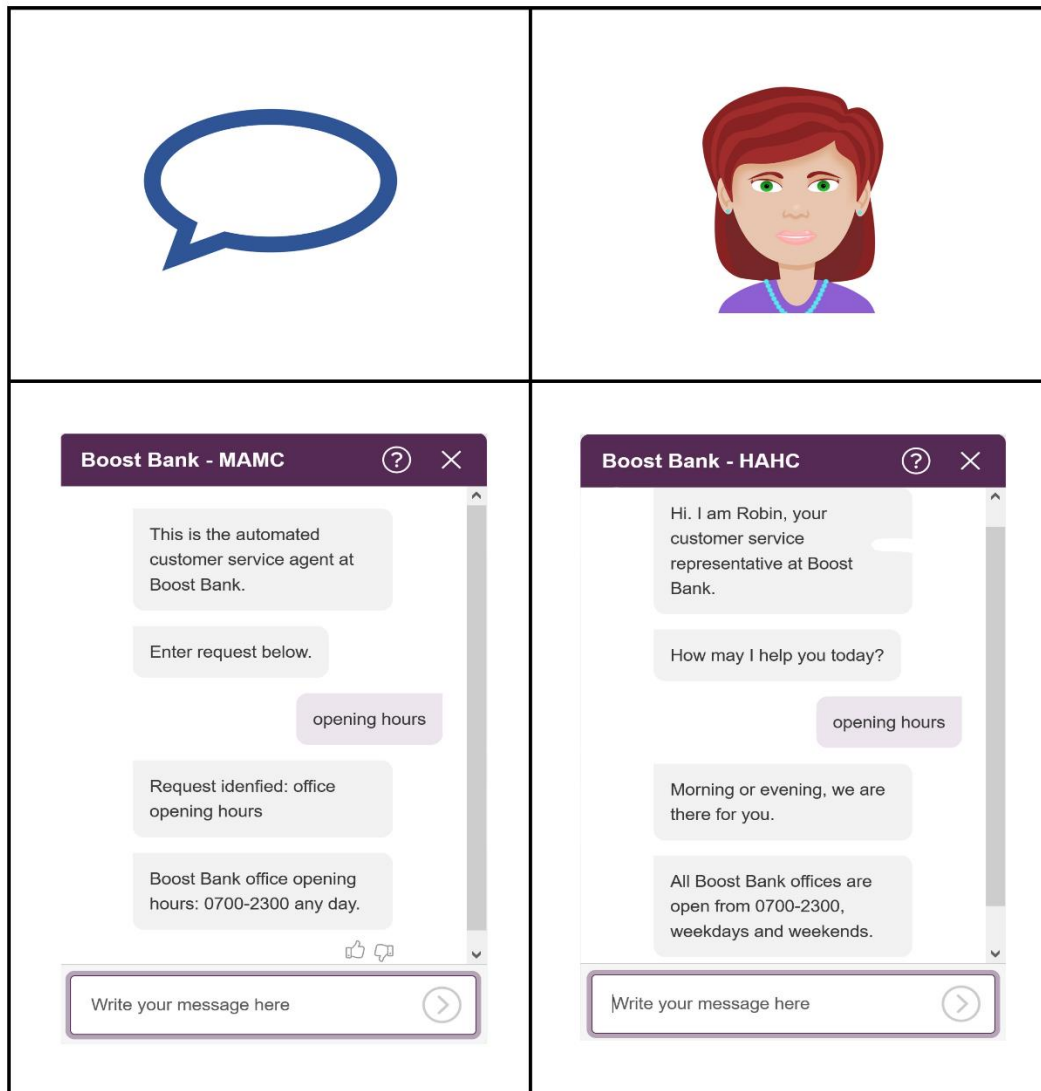 Boost Bank - MAMC
This is the automated
customer service agent at
Boost Bank.
Enter request below.
opening hours
Request idenfied: office
opening hours
Boost Bank office opening
hours: 0700-2300 any day.
Write your message here
Boost Bank - HAHC
Hi. I am Robin, your
customer service
representative at Boost
Bank.
How may I help you today?
opening hours
Morning or evening, we are
there for you.
All Boost Bank offices are
open from 0700-2300,
weekdays and weekends.
Write your message here